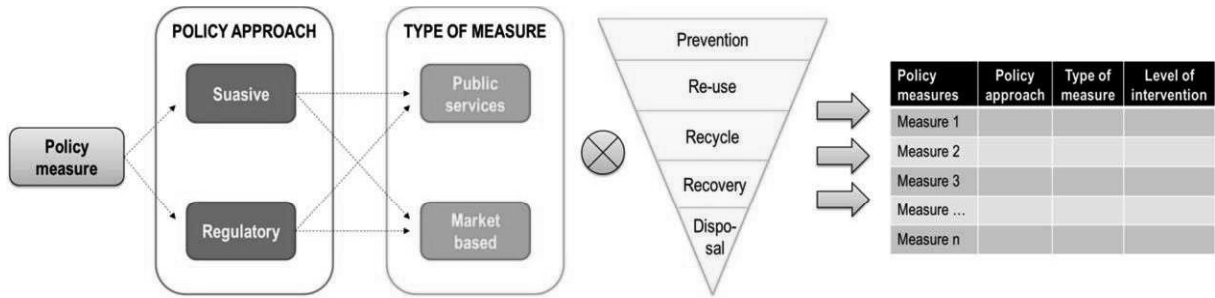 POLICY APPROACH
TYPE OF MEASURE
Policy
measure
Suasive
Regulatory
Public
services
Market
based
Prevention
Re-use
Recycle
Recovery
Dispo-
sal
Policy
measures
Policy
approach
Type of
measure
Level of
intervention
Measure 1
Measure 2
Measure 3
Measure ...
Measure n